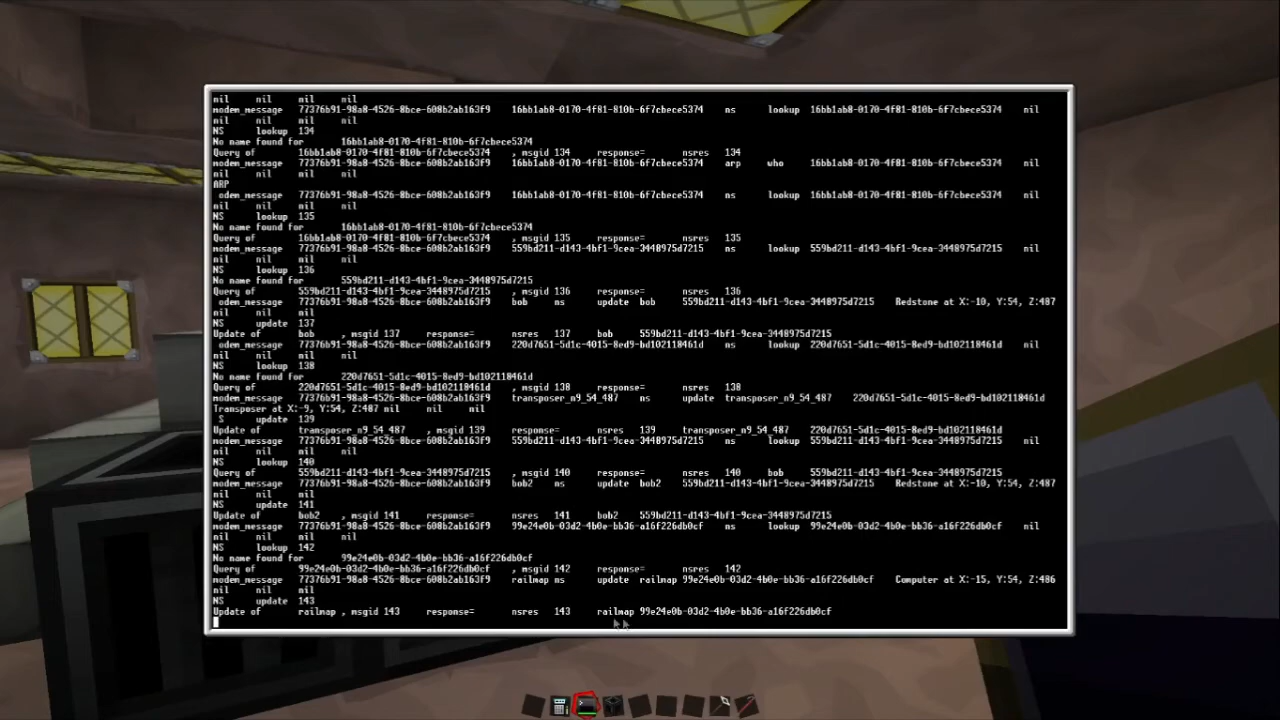 nil nil nil nil
modem_message 77376b91-98a8-4526-8bce-608b2ab163f9 16bb1ab8-0170-4f81-810b-6f7cbece5374 ns lookup 16bb1ab8-0170-4f81-810b-6f7cbece5374 nil
nil nil nil nil
NS lookup 134
No name found for 16bb1ab8-0170-4f81-810b-6f7cbece5374
Query of 16bb1ab8-0170-4f81-810b-6f7cbece5374 , msgid 134 response= nsres 134
modem_message 77376b91-98a8-4526-8bce-608b2ab163f9 16bb1ab8-0170-4f81-810b-6f7cbece5374 arp who 16bb1ab8-0170-4f81-810b-6f7cbece5374 nil
nil nil nil nil
ARP
odem_message 77376b91-98a8-4526-8bce-608b2ab163f9 16bb1ab8-0170-4f81-810b-6f7cbece5374 ns lookup 16bb1ab8-0170-4f81-810b-6f7cbece5374 nil
nil nil nil nil
NS lookup 135
No name found for 16bb1ab8-0170-4f81-810b-6f7cbece5374
Query of 16bb1ab8-0170-4f81-810b-6f7cbece5374 , msgid 135 response= nsres 135
modem_message 77376b91-98a8-4526-8bce-608b2ab163f9 559bd211-d143-4bf1-9cea-3448975d7215 ns lookup 559bd211-d143-4bf1-9cea-3448975d7215 nil
nil nil nil nil
NS lookup 136
No name found for 559bd211-d143-4bf1-9cea-3448975d7215
Query of 559bd211-d143-4bf1-9cea-3448975d7215 , msgid 136 response= nsres 136
odem_message 77376b91-98a8-4526-8bce-608b2ab163f9 bob ns update bob 559bd211-d143-4bf1-9cea-3448975d7215 Redstone at X:-10, Y:54, Z:487
nil nil nil
NS update 137
Update of bob , msgid 137 response= nsres 137 bob 559bd211-d143-4bf1-9cea-3448975d7215
odem_message 77376b91-98a8-4526-8bce-608b2ab163f9 220d7651-5d1c-4015-8ed9-bd102118461d ns lookup 220d7651-5d1c-4015-8ed9-bd102118461d nil
nil nil nil nil
NS lookup 138
No name found for 220d7651-5d1c-4015-8ed9-bd102118461d
Query of 220d7651-5d1c-4015-8ed9-bd102118461d , msgid 138 response= nsres 138
modem_message 77376b91-98a8-4526-8bce-608b2ab163f9 transposer_n9_54_487 ns update transposer_n9_54_487 220d7651-5d1c-4015-8ed9-bd102118461d
Transposer at X:-9, Y:54, Z:487 nil nil nil
S update 139
Update of transposer_n9_54_487 , msgid 139 response= nsres 139 transposer_n9_54_487 220d7651-5d1c-4015-8ed9-bd102118461d
modem_message 77376b91-98a8-4526-8bce-608b2ab163f9 559bd211-d143-4bf1-9cea-3448975d7215 ns lookup 559bd211-d143-4bf1-9cea-3448975d7215 nil
nil nil nil nil
NS lookup 140
Query of 559bd211-d143-4bf1-9cea-3448975d7215 , msgid 140 response= nsres 140 bob 559bd211-d143-4bf1-9cea-3448975d7215
modem_message 77376b91-98a8-4526-8bce-608b2ab163f9 bob2 ns update bob2 559bd211-d143-4bf1-9cea-3448975d7215 Redstone at X:-10, Y:54, Z:487
nil nil nil
NS update 141
Update of bob2 , msgid 141 response= nsres 141 bob2 559bd211-d143-4bf1-9cea-3448975d7215
modem_message 77376b91-98a8-4526-8bce-608b2ab163f9 99e24e0b-03d2-4b0e-bb36-a16f226db0cf ns lookup 99e24e0b-03d2-4b0e-bb36-a16f226db0cf nil
nil nil nil nil
NS lookup 142
No name found for 99e24e0b-03d2-4b0e-bb36-a16f226db0cf
Query of 99e24e0b-03d2-4b0e-bb36-a16f226db0cf , msgid 142 response= nsres 142
modem_message 77376b91-98a8-4526-8bce-608b2ab163f9 railmap ns update railmap 99e24e0b-03d2-4b0e-bb36-a16f226db0cf Computer at X:-15, Y:54, Z:486
nil nil nil
NS update 143
Update of railmap , msgid 143 response= nsres 143 railmap 99e24e0b-03d2-4b0e-bb36-a16f226db0cf